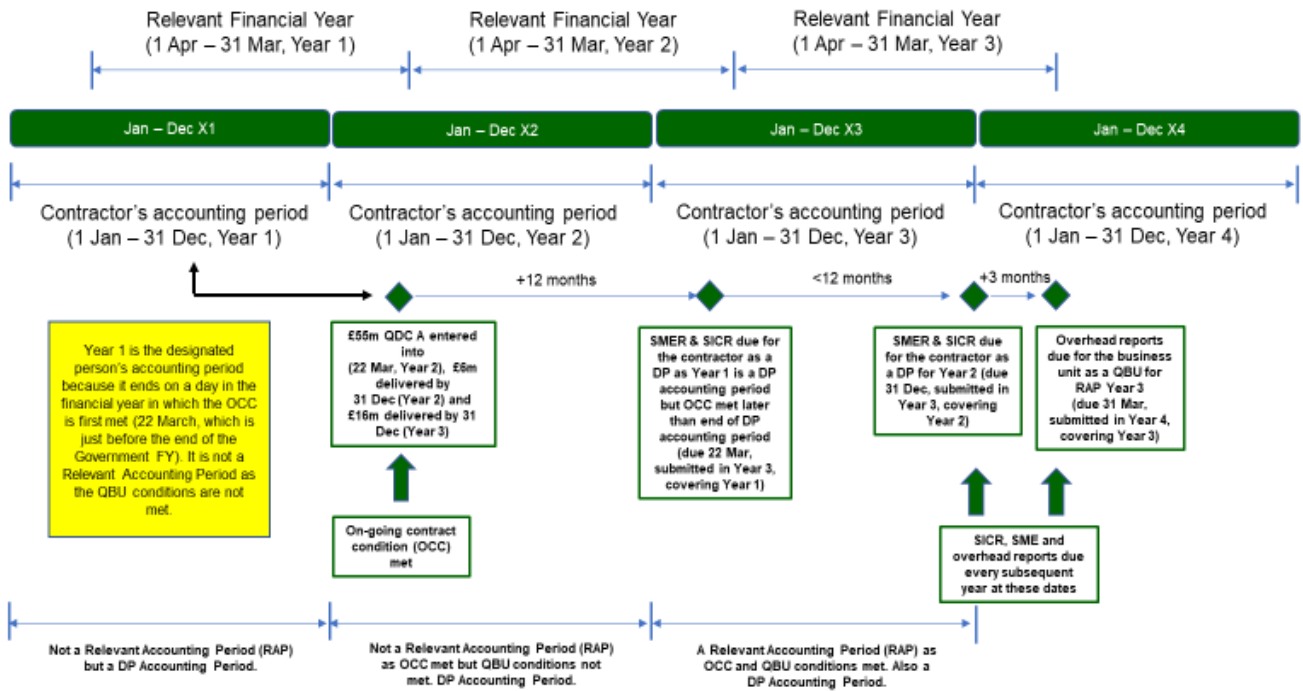 Relevant Financial Year
(1 Apr – 31 Mar, Year 1)
Relevant Financial Year
(1 Apr – 31 Mar, Year 2)
Relevant Financial Year
(1 Apr – 31 Mar, Year 3)
Jan – Dec X1
Jan – Dec X2
Jan – Dec X3
Jan – Dec X4
Contractor's accounting period
(1 Jan – 31 Dec, Year 1)
Contractor's accounting period
(1 Jan – 31 Dec, Year 2)
Contractor's accounting period
(1 Jan – 31 Dec, Year 3)
Contractor's accounting period
(1 Jan – 31 Dec, Year 4)
+12 months
<12 months
+3 months
Year 1 is the designated
person's accounting period
because it ends on a day in the
financial year in which the OCC
is first met (22 March, which is
just before the end of the
Government FY). It is not a
Relevant Accounting Period as
the QBU conditions are not
met.
£55m QDC A entered
into
(22 Mar, Year 2), £6m
delivered by
31 Dec (Year 2) and
£16m delivered by 31
Dec (Year 3)
SMER & SICR due for
the contractor as a
DP as Year 1 is a DP
accounting period
but OCC met later
than end of DP
accounting period
(due 22 Mar,
submitted in Year 3,
covering Year 1)
SMER & SICR due
for the contractor as
a DP for Year 2 (due
31 Dec, submitted in
Year 3, covering
Year 2)
Overhead reports
due for the business
unit as a QBU for
RAP Year 3
(due 31 Mar,
submitted in Year 4,
covering Year 3)
On-going contract
condition (OCC)
met
SICR, SME and
overhead reports due
every subsequent
year at these dates
Not a Relevant Accounting Period (RAP)
but a DP Accounting Period.
Not a Relevant Accounting Period (RAP)
as OCC met but QBU conditions not
met. DP Accounting Period.
A Relevant Accounting Period (RAP) as
OCC and QBU conditions met. Also a
DP Accounting Period.